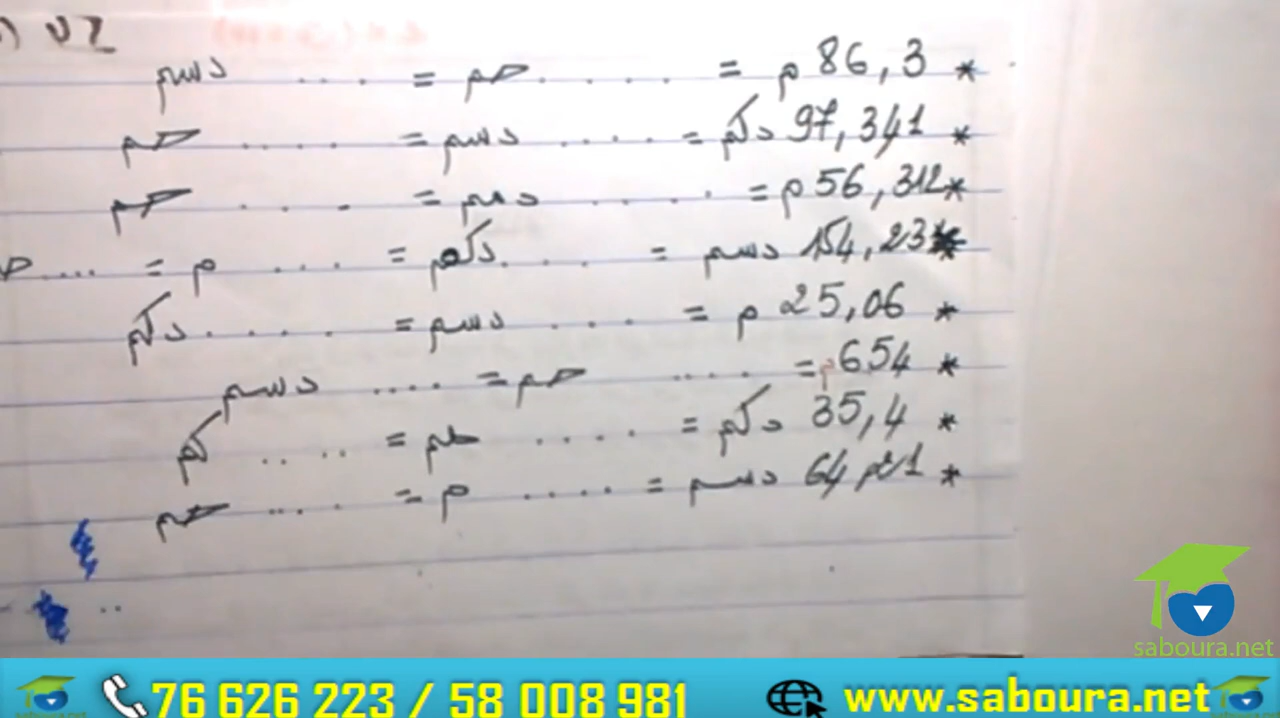 * 86,3 م = .... صم = .... دسم
* 97,341 دكم = .... دسم = .... صم
* 56,312 م = .... دمم = .... صم
154,23 دسم = .... دكم = .... م = ....
* 25,06 م = .... دسم = .... دكم
* 654 م = .... صم = .... دسم
* 35,4 دكم = .... صم = .... كم
* 64 دسم = .... م = .... صم
saboura.net
76 626 223 / 58 008 981
www.saboura.net